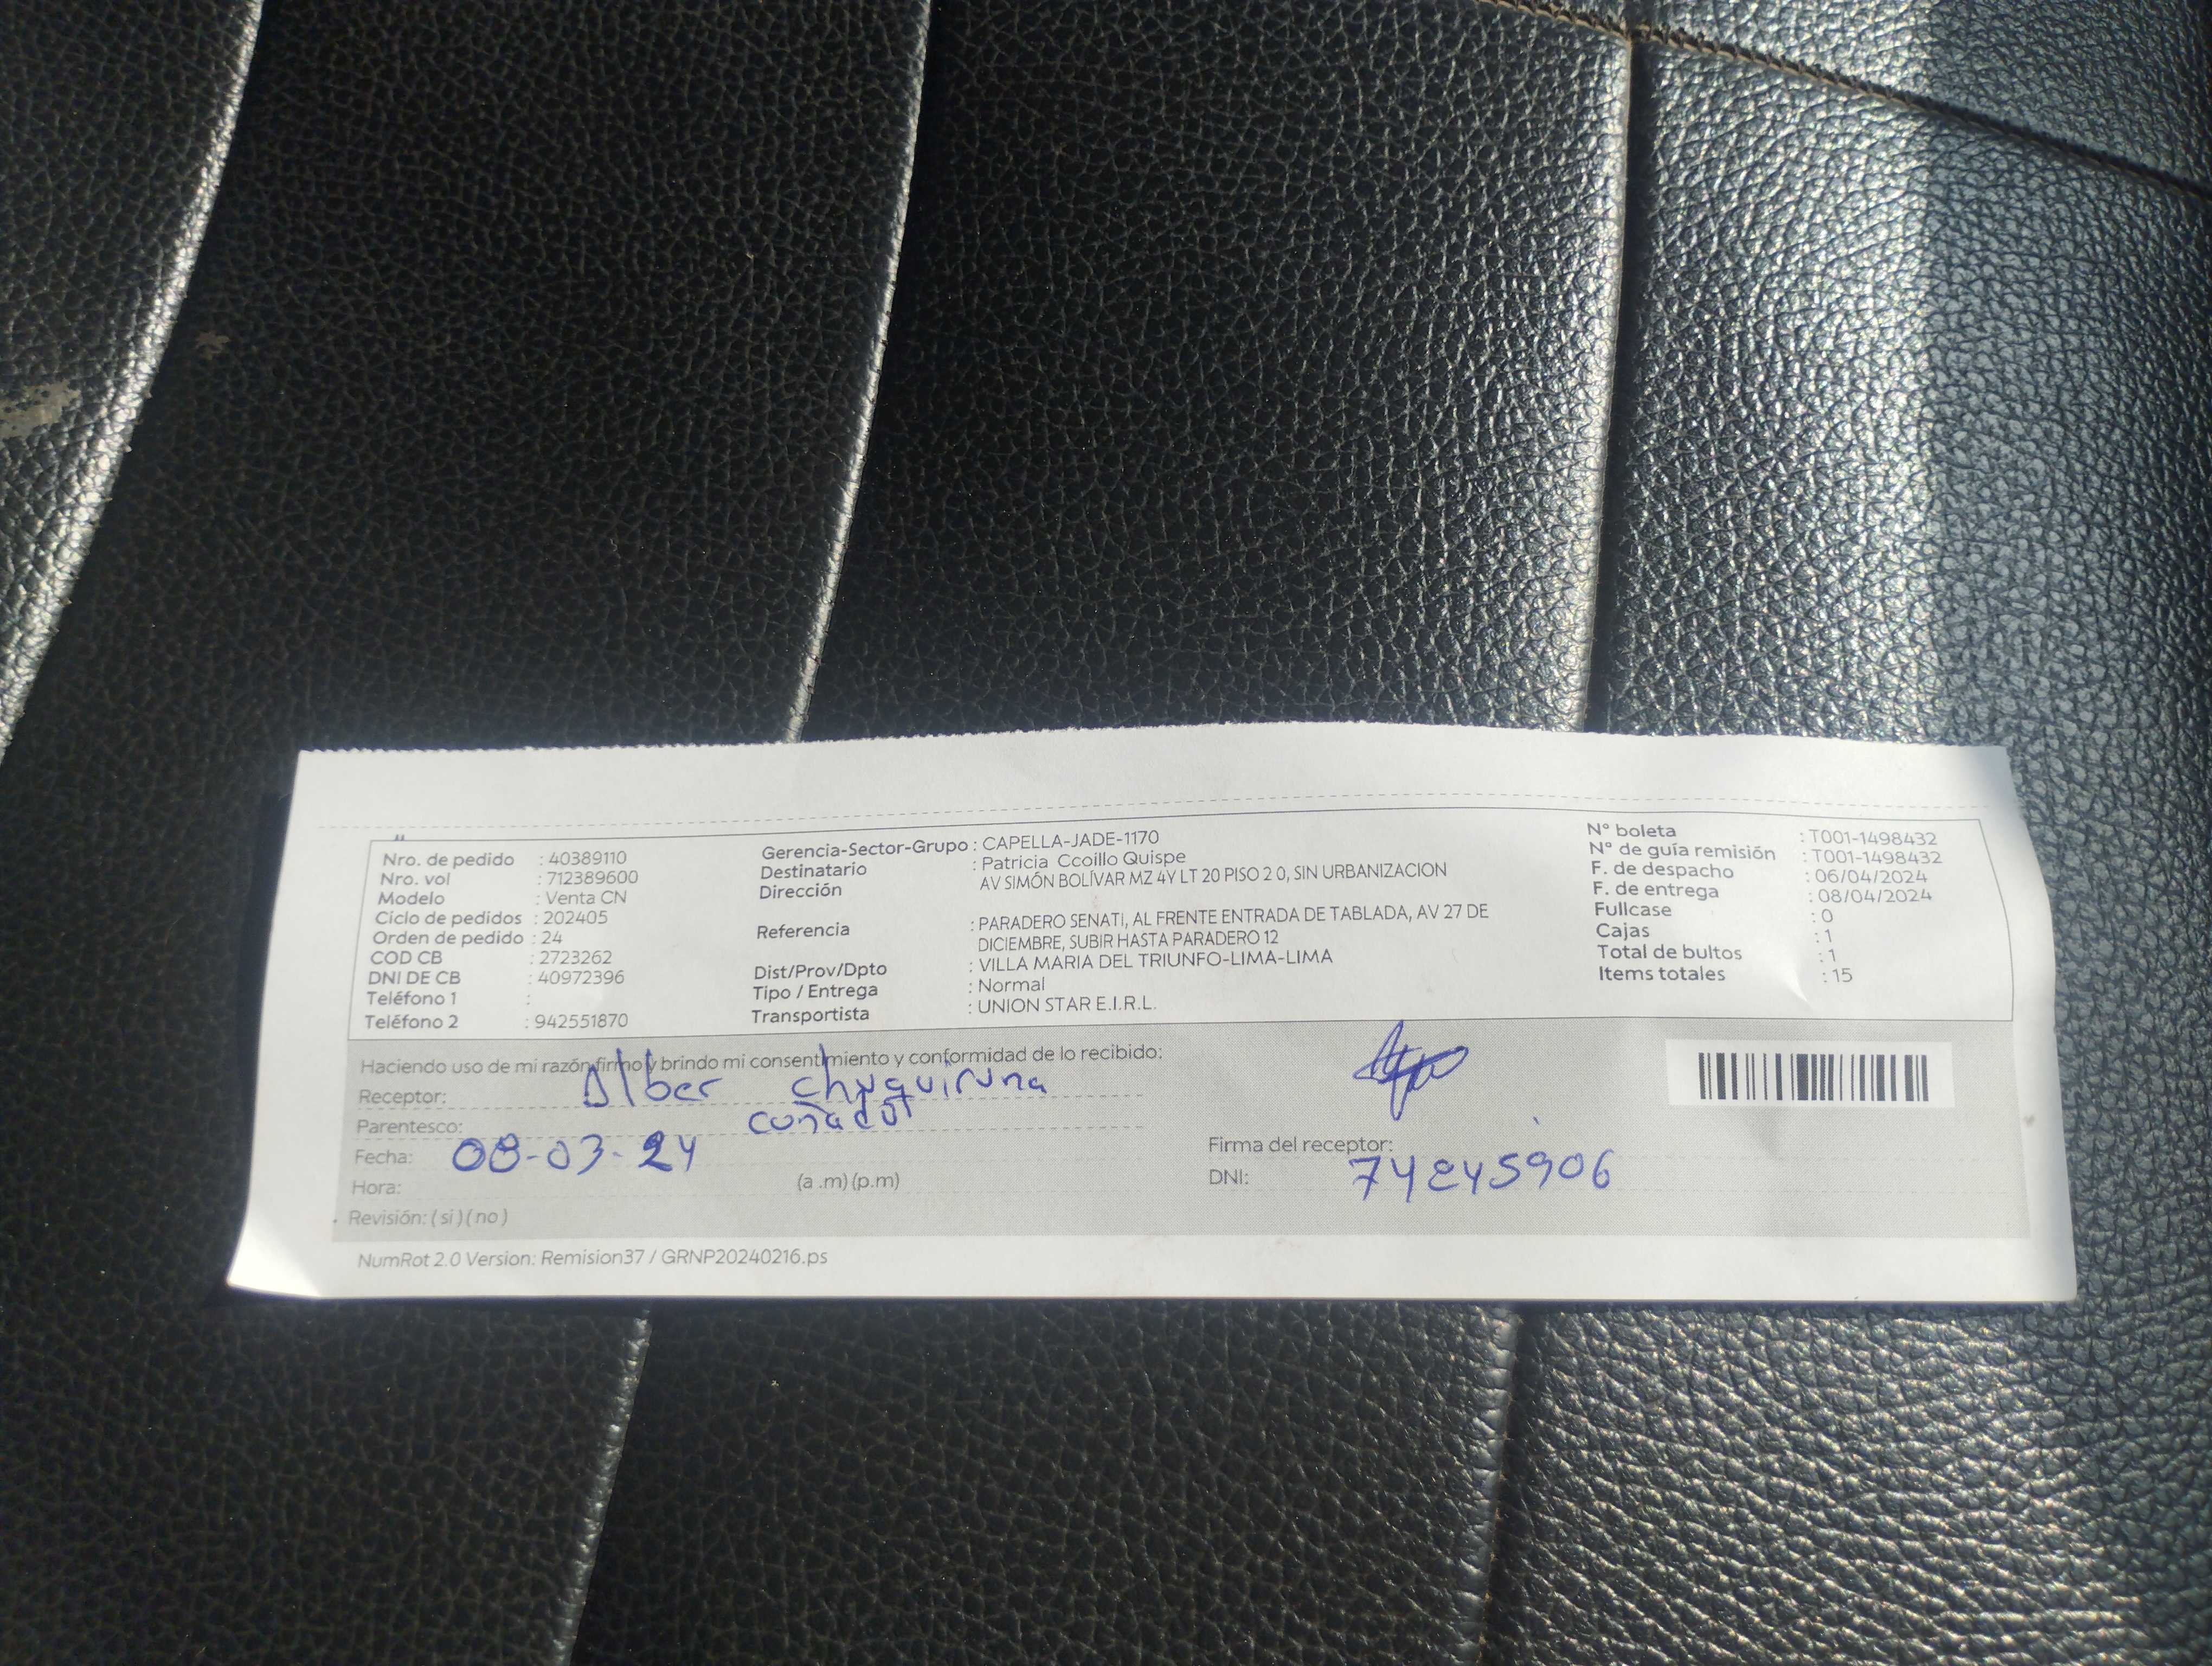 Nro. de pedido : 40389110
Nro. vol : 712389600
Modelo : Venta CN
Ciclo de pedidos : 202405
Orden de pedido : 24
COD CB : 2723262
DNI DE CB : 40972396
Teléfono 1 :
Teléfono 2 : 942551870
Gerencia-Sector-Grupo : CAPELLA-JADE-1170
Destinatario : Patricia Ccoillo Quispe
Dirección AV SIMÓN BOLÍVAR MZ 4Y LT 20 PISO 2 0, SIN URBANIZACION
Referencia : PARADERO SENATI, AL FRENTE ENTRADA DE TABLADA, AV 27 DE
DICIEMBRE, SUBIR HASTA PARADERO 12
Dist/Prov/Dpto : VILLA MARIA DEL TRIUNFO-LIMA-LIMA
Tipo / Entrega : Normal
Transportista : UNION STAR E.I.R.L.
N° boleta : T001-1498432
N° de guía remisión : T001-1498432
F. de despacho : 06/04/2024
F. de entrega : 08/04/2024
Fullcase : 0
Cajas : 1
Total de bultos : 1
Items totales : 15
Haciendo uso de mi razón firmo y brindo mi consentimiento y conformidad de lo recibido:
Receptor: Alber chuquiruna
Parentesco: coñado
Fecha: 08-03-24
Hora: (a .m) (p.m)
Revisión: ( si ) ( no )
Firma del receptor:
DNI: 74245906
NumRot 2.0 Version: Remision37 / GRNP20240216.ps